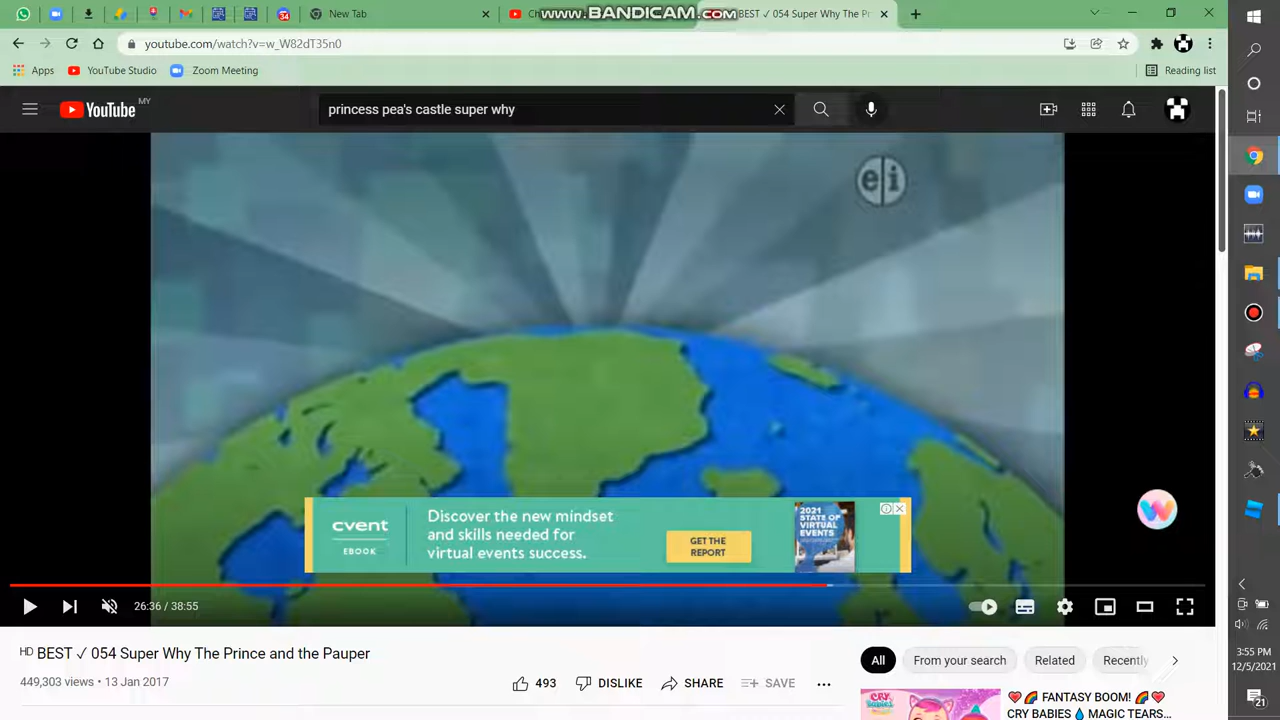 www.BANDICAM.com
34
New Tab
BEST ✓ 054 Super Why The P
youtube.com/watch?v=w_W82dT35n0
Apps
YouTube Studio
Zoom Meeting
Reading list
YouTube MY
princess pea's castle super why
e|i
cvent
EBOOK
Discover the new mindset
and skills needed for
virtual events success.
GET THE
REPORT
2021
STATE OF
VIRTUAL
EVENTS
26:36 / 38:55
HD BEST ✓ 054 Super Why The Prince and the Pauper
449,303 views • 13 Jan 2017
493
DISLIKE
SHARE
SAVE
All
From your search
Related
Recently
❤️🌈 FANTASY BOOM! 🌈❤️
CRY BABIES 💧 MAGIC TEARS...
CRY BABIES
3:55 PM
12/5/2021
21